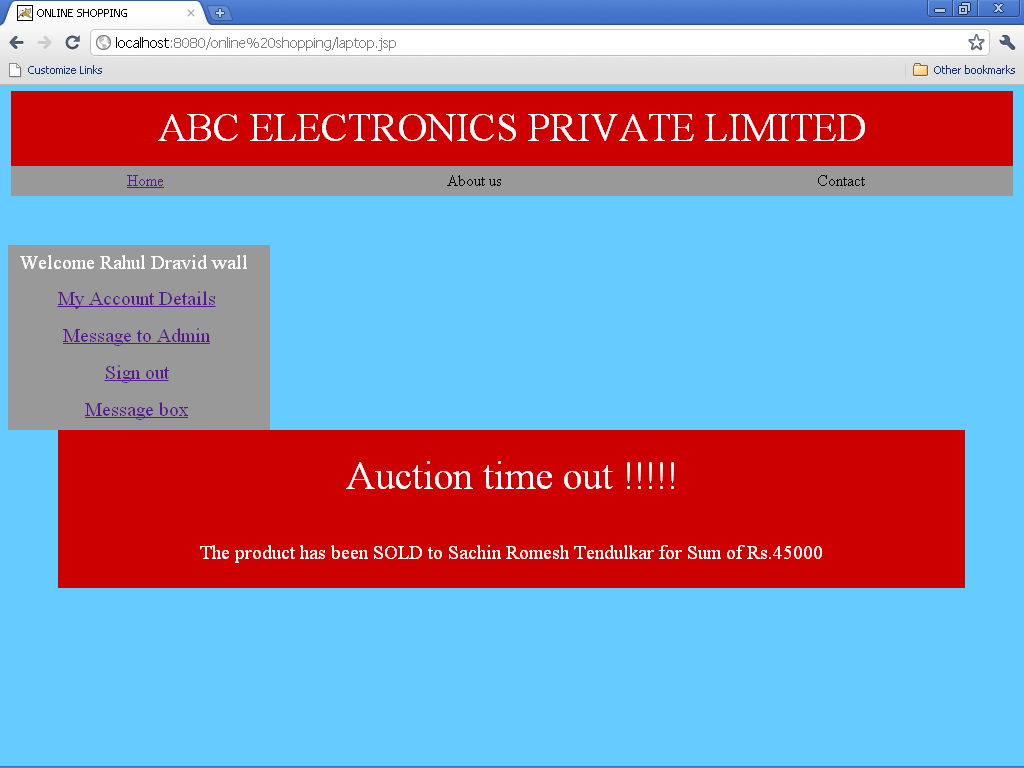 ONLINE SHOPPING
localhost:8080/online%20shopping/laptop.jsp
Customize Links
Other bookmarks
ABC ELECTRONICS PRIVATE LIMITED
Home About us Contact
Welcome Rahul Dravid wall
My Account Details
Message to Admin
Sign out
Message box
Auction time out !!!!!
The product has been SOLD to Sachin Romesh Tendulkar for Sum of Rs.45000